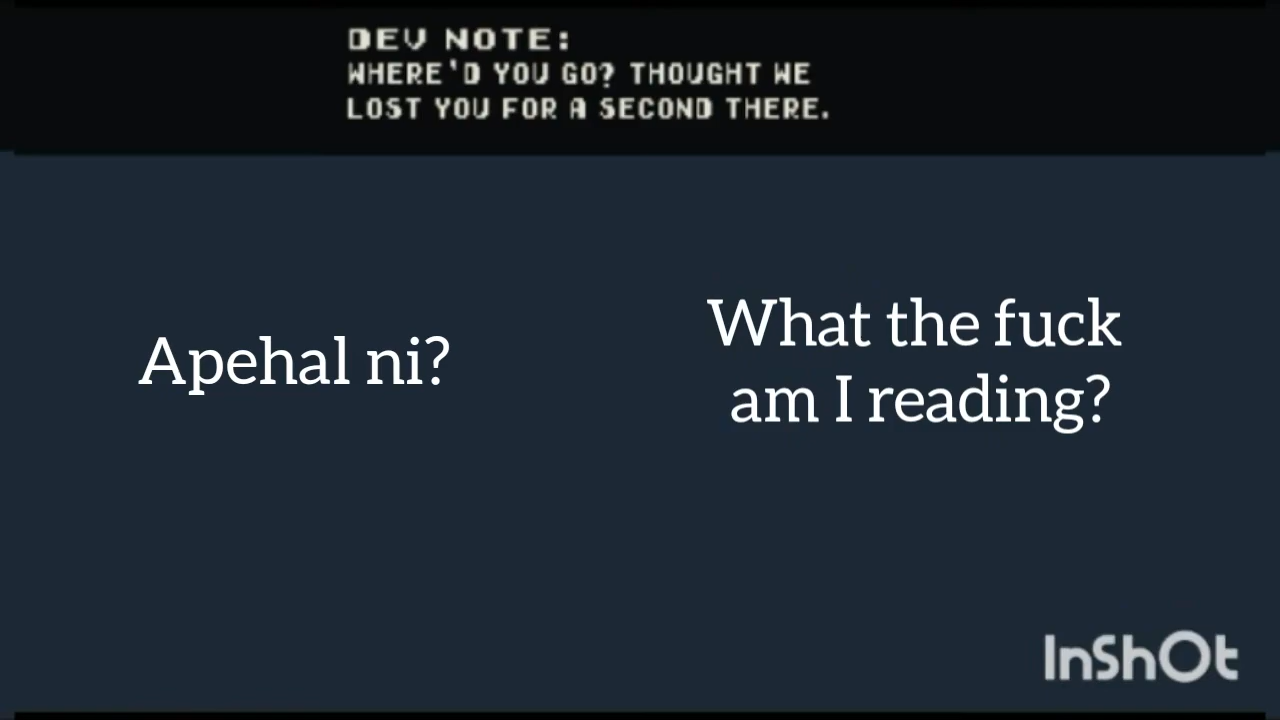 DEV NOTE:
WHERE'D YOU GO? THOUGHT WE
LOST YOU FOR A SECOND THERE.
Apehal ni?
What the fuck
am I reading?
InShOt